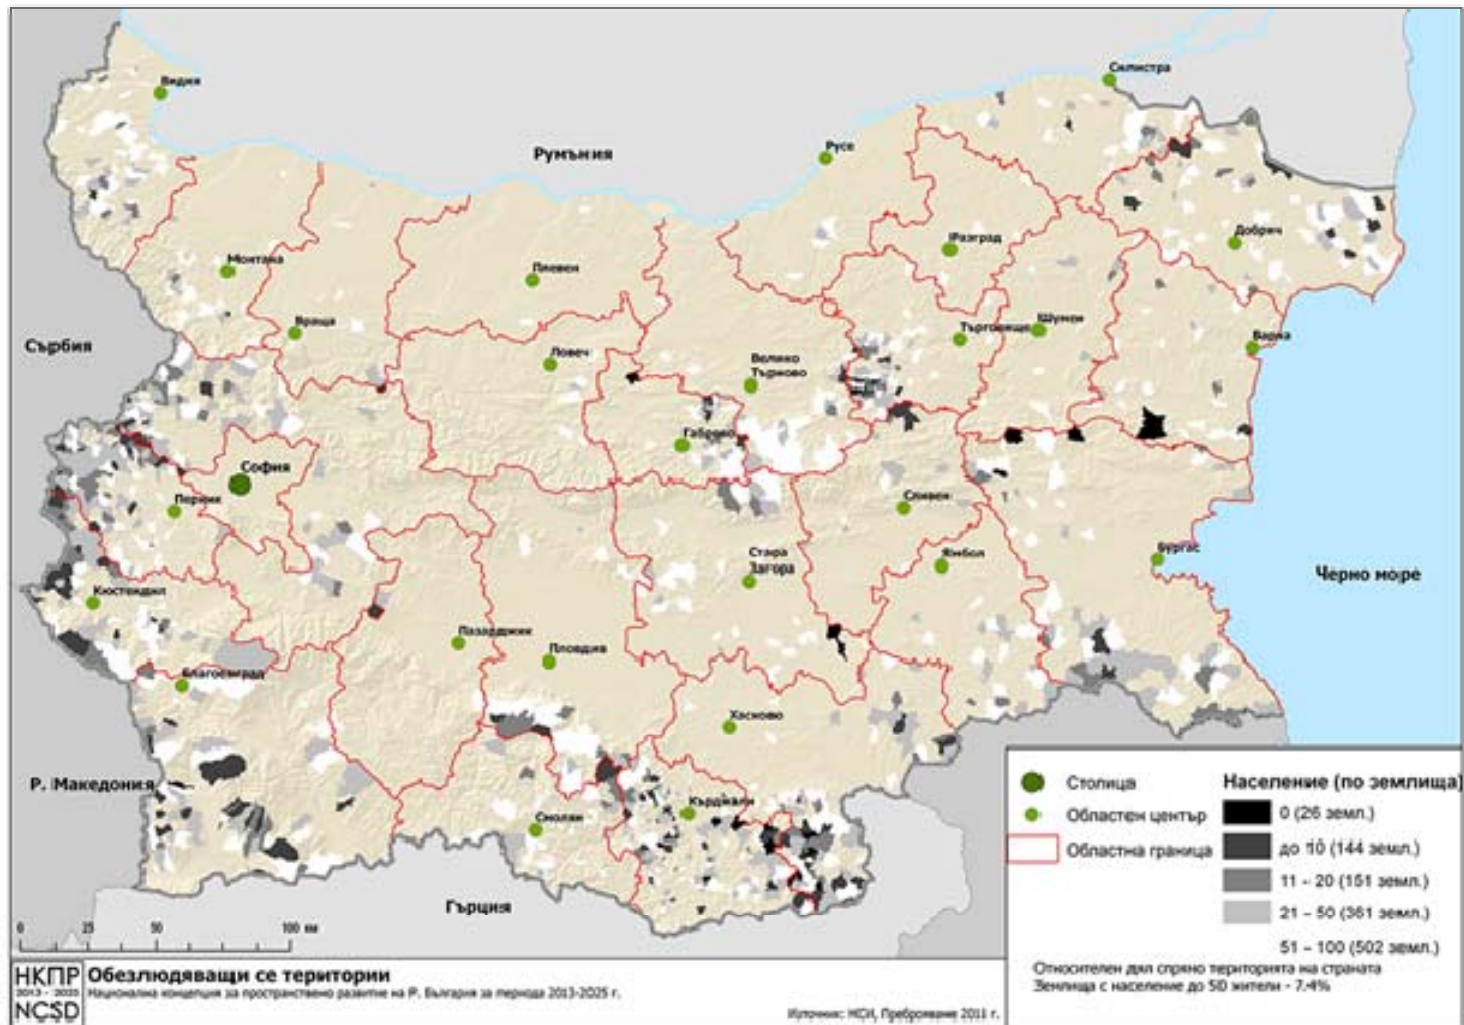 Видин
Силистра
Русе
Румъния
Разград
Добрич
Монтана
Плевен
Враща
Търговище
Шумен
Варна
Сърбия
Ловеч
Велико
Търново
Габрово
София
Перник
Сливен
Стара
Загора
Ямбол
Бургас
Черно море
Кюстендил
Пазарджик
Пловдив
Благоевград
Хасково
Р. Македония
Кърджали
Смолян
Гърция
0 25 50 100 км
Столица
Областен център
Областна граница
Население (по землища)
0 (26 земл.)
до 10 (144 земл.)
11 - 20 (151 земл.)
21 - 50 (361 земл.)
51 - 100 (502 земл.)
Относителен дял спряно територията на страната
Землища с население до 50 жители - 7.4%
НКПР
2013 - 2025
NCSD
Обезлюдяващи се територии
Национална концепция за пространствено развитие на Р. България за периода 2013-2025 г.
Източник: НСИ, Преброяване 2011 г.